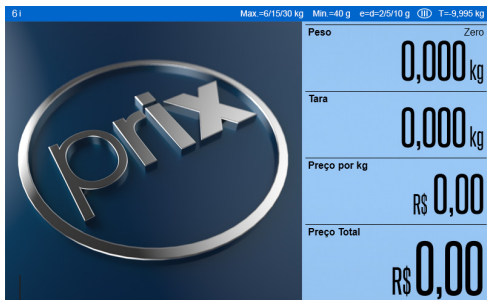 6 i Max.=6/15/30 kg Min.=40 g e=d=2/5/10 g III T=-9,995 kg
prix
Peso Zero
0,000 kg
Tara
0,000 kg
Preço por kg
R$ 0,00
Preço Total
R$ 0,00